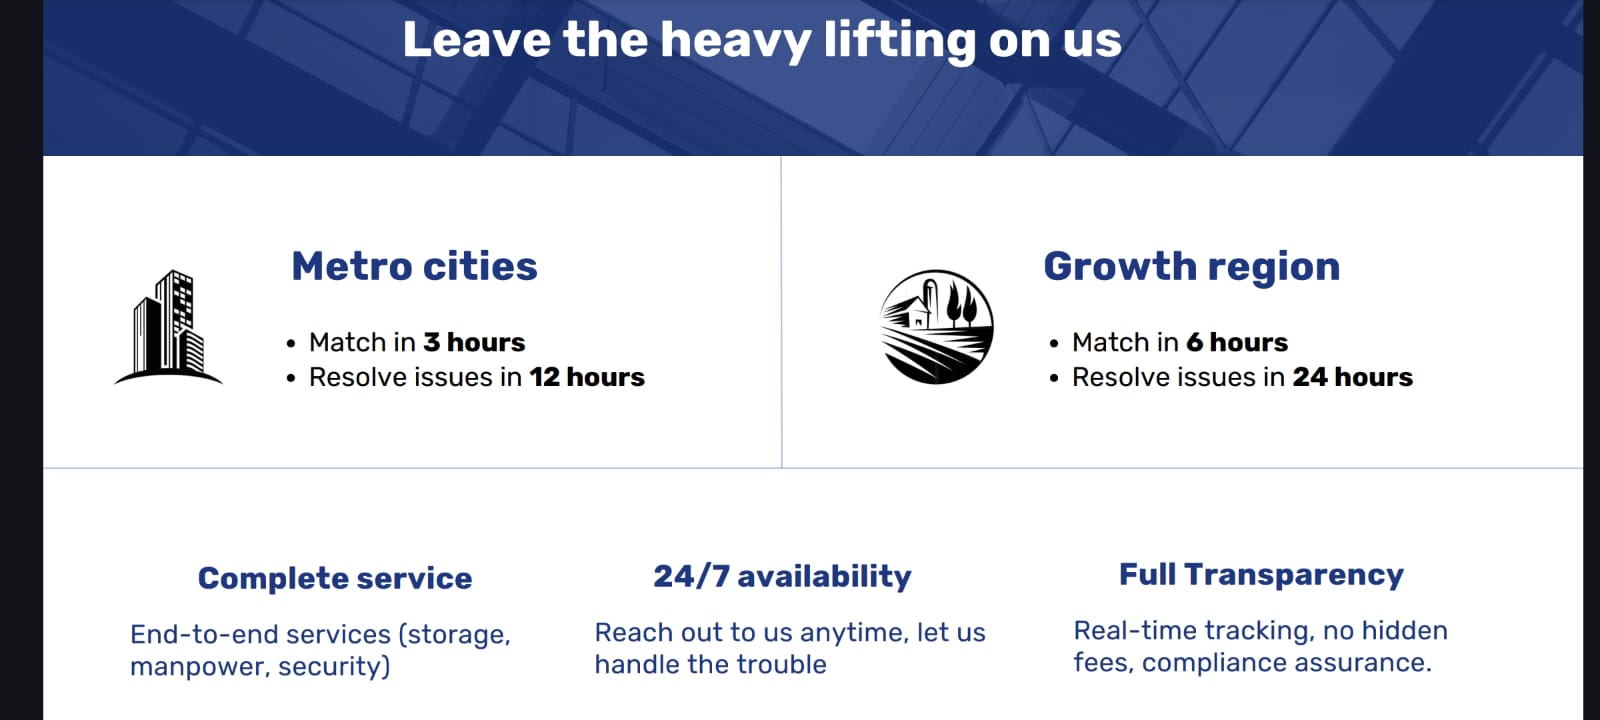 Leave the heavy lifting on us
Metro cities
• Match in 3 hours
• Resolve issues in 12 hours
Growth region
• Match in 6 hours
• Resolve issues in 24 hours
Complete service
End-to-end services (storage,
manpower, security)
24/7 availability
Reach out to us anytime, let us
handle the trouble
Full Transparency
Real-time tracking, no hidden
fees, compliance assurance.